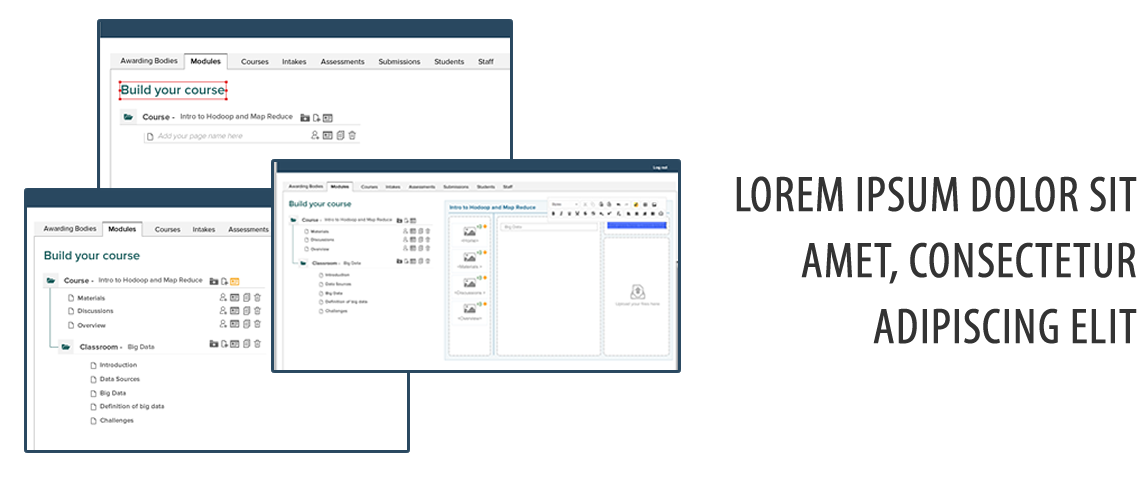 Awarding Bodies Modules Courses Intakes Assessments Submissions Students Staff
Build your course
Course - Intro to Hodoop and Map Reduce
Add your page name here
Awarding Bodies Modules Courses Intakes Assessments
Build your course
Course - Intro to Hodoop and Map Reduce
Materials
Discussions
Overview
Classroom - Big Data
Introduction
Data Sources
Big Data
Definition of big data
Challenges
Log out
Awarding Bodies Modules Courses Intakes Assessments Submissions Students Staff
Build your course
Course - Intro to Hodoop and Map Reduce
Materials
Discussions
Overview
Classroom - Big Data
Introduction
Data Sources
Big Data
Definition of big data
Challenges
Intro to Hodoop and Map Reduce
Big Data
<Home>
<Materials >
<Discussions >
<Overview>
Upload your files here
LOREM IPSUM DOLOR SIT
AMET, CONSECTETUR
ADIPISCING ELIT